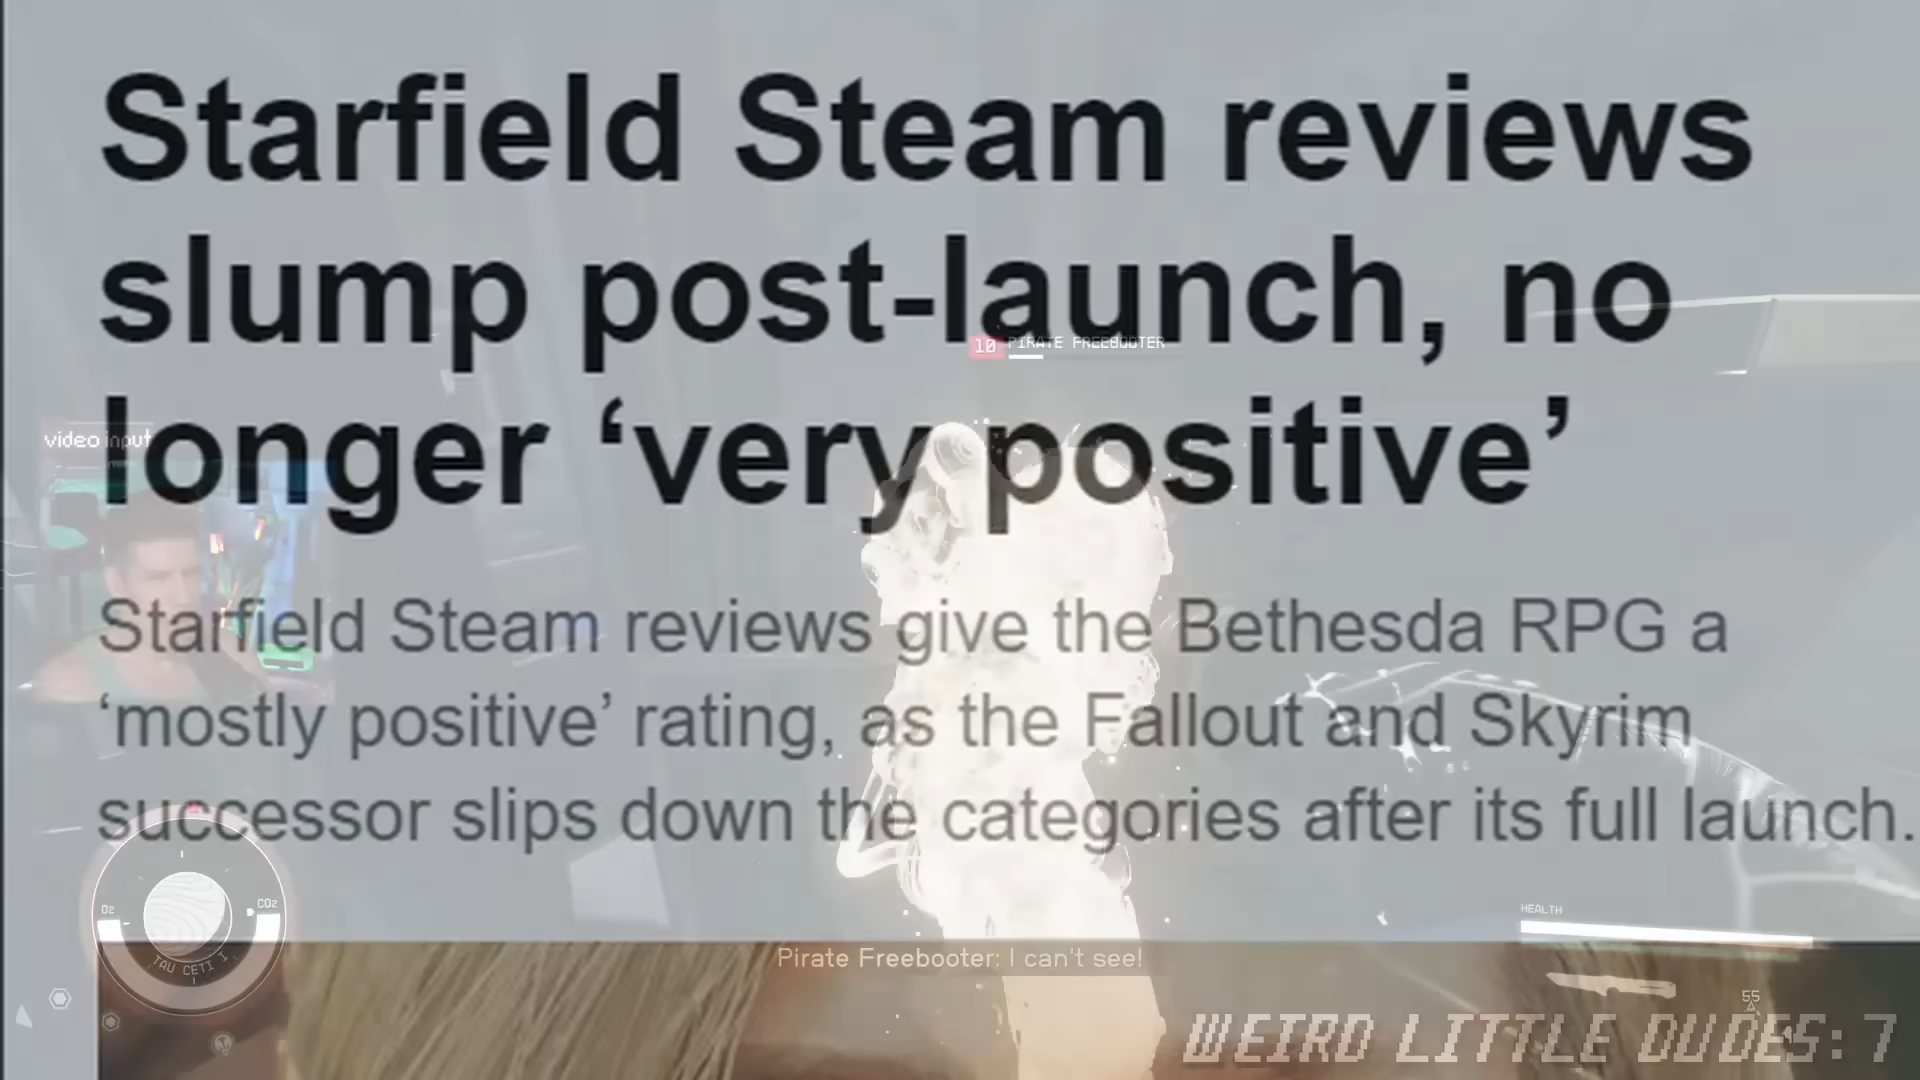 Starfield Steam reviews
slump post-launch, no
10 PIRATE FREEBOOTER
longer ‘very positive’
video input
Starfield Steam reviews give the Bethesda RPG a
‘mostly positive’ rating, as the Fallout and Skyrim
successor slips down the categories after its full launch.
O2
CO2
TAU CETI I
HEALTH
Pirate Freebooter: I can't see!
55
WEIRD LITTLE DUDES: 7